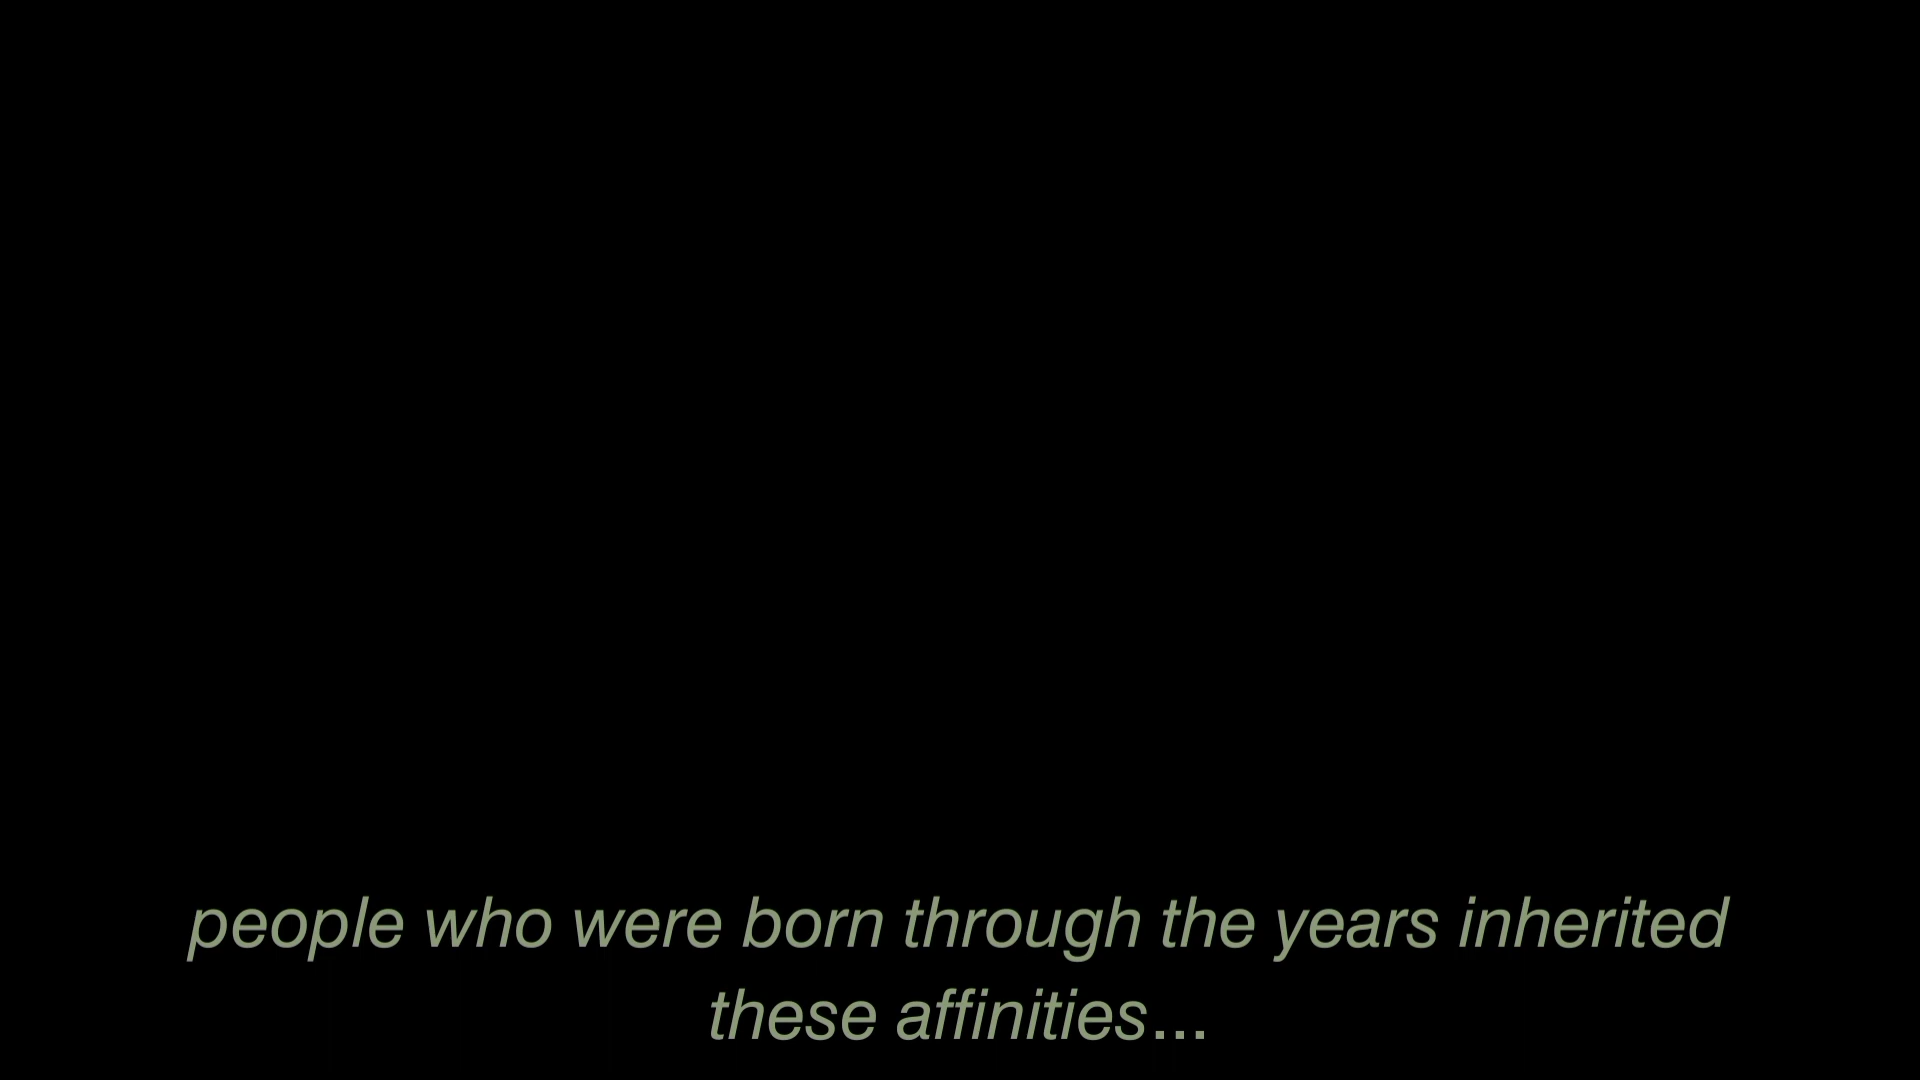 people who were born through the years inherited
these affinities...